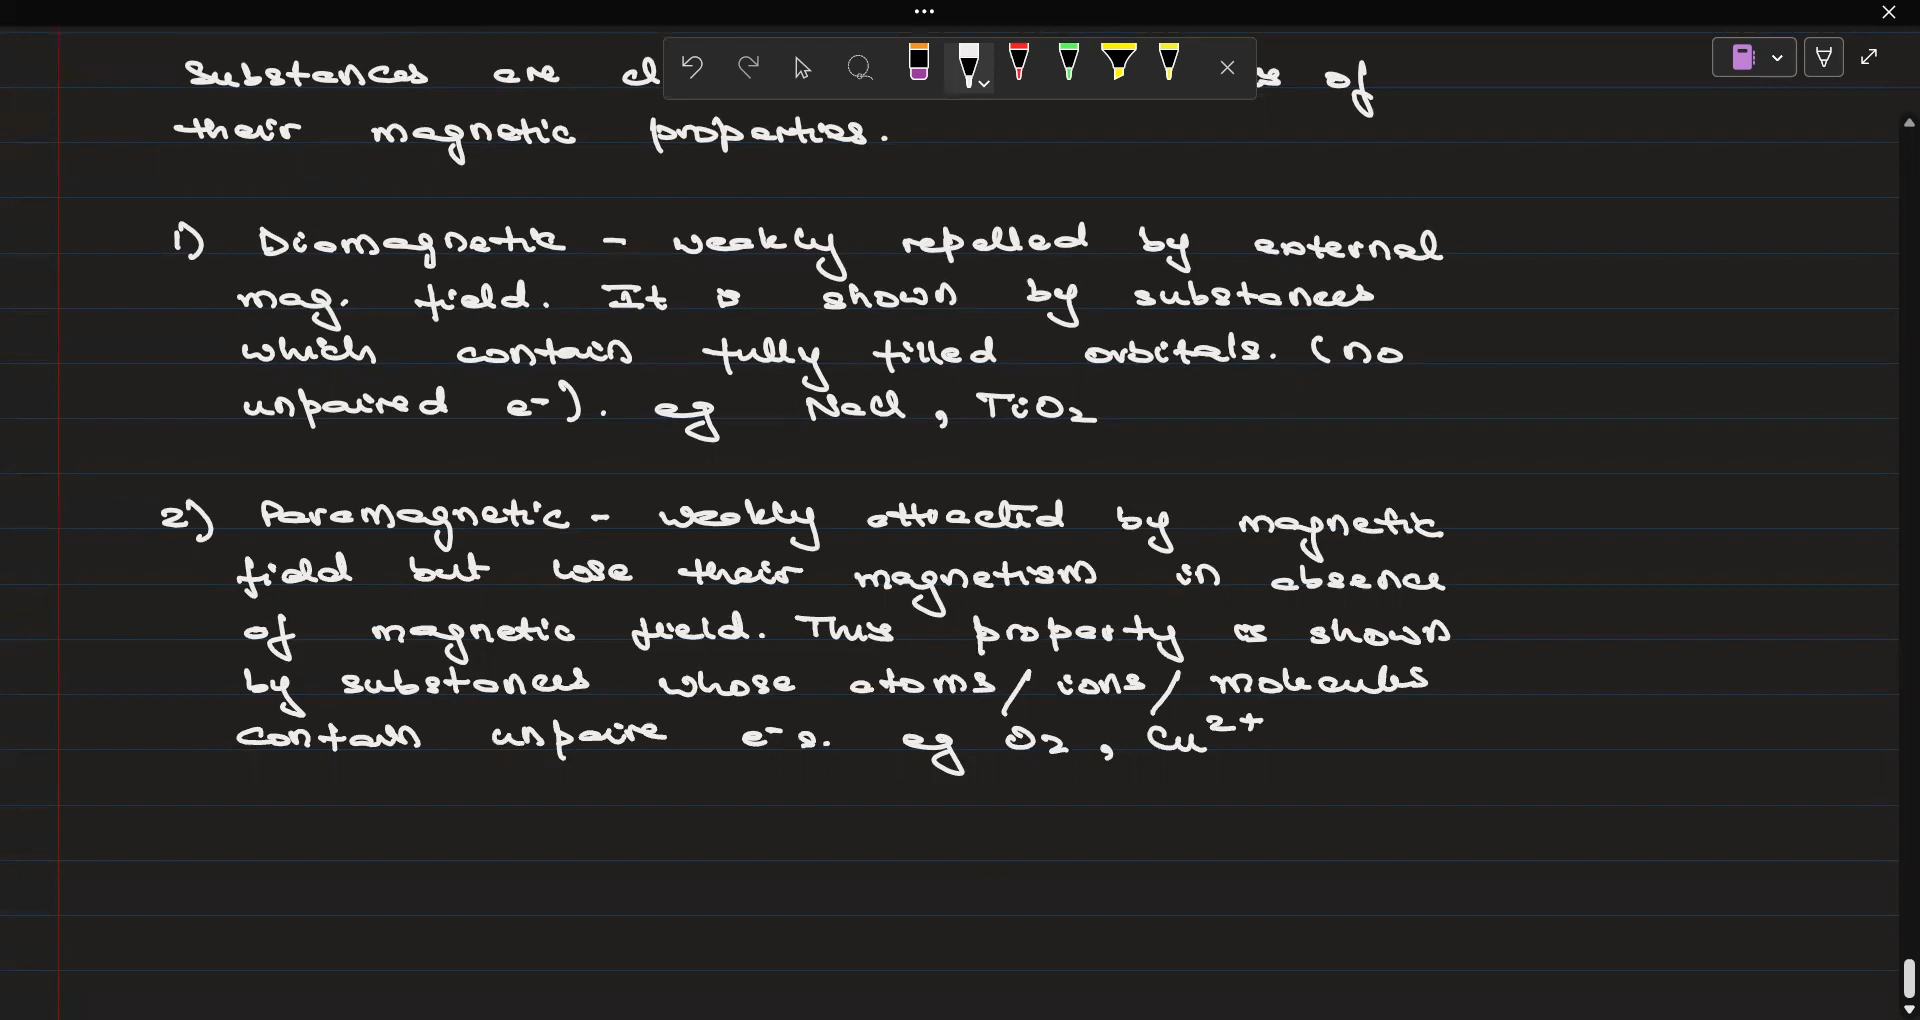 Substances are cl s of
their magnetic properties.
1) Diamagnetic - weakly repelled by external
mag. field. It is shown by substances
which contain fully filled orbitals. (no
unpaired e-). eg NaCl, TiO2
2) Paramagnetic - weakly attracted by magnetic
field but lose their magnetism in absence
of magnetic field. This property is shown
by substances whose atoms/ions/molecules
contain unpaire e-s. eg O2, Cu²⁺